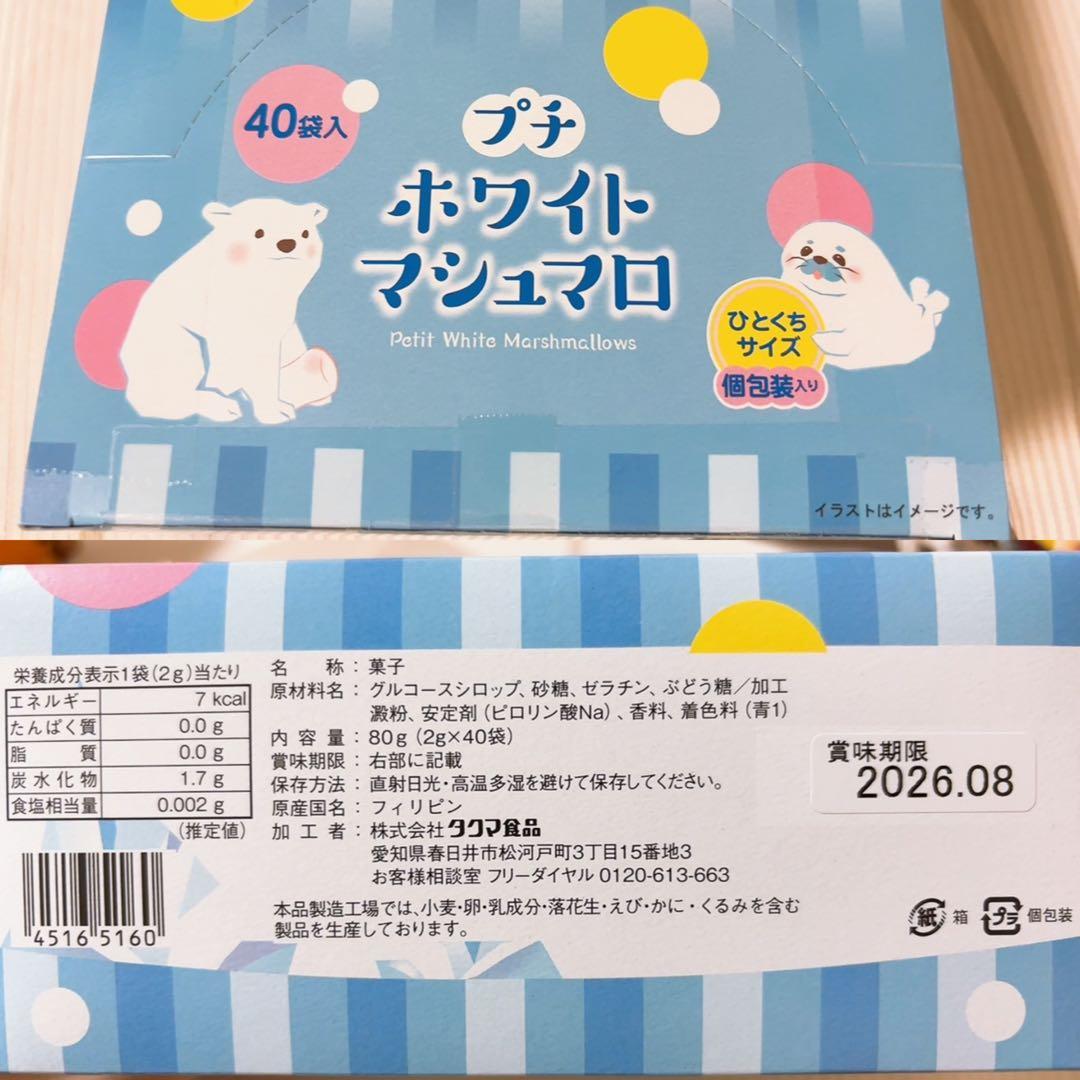 40袋入
プチ
ホワイト
マシュマロ
Petit White Marshmallows
ひとくち
サイズ
個包装入り
イラストはイメージです。
栄養成分表示1袋(2g)当たり
エネルギー 7 kcal
たんぱく質 0.0 g
脂質 0.0 g
炭水化物 1.7 g
食塩相当量 0.002 g
(推定値)
4516 5160
名称：菓子
原材料名：グルコースシロップ、砂糖、ゼラチン、ぶどう糖／加工
澱粉、安定剤(ピロリン酸Na)、香料、着色料(青1)
内容量：80g(2g×40袋)
賞味期限：右部に記載
保存方法：直射日光・高温多湿を避けて保存してください。
原産国名：フィリピン
加工者：株式会社タクマ食品
愛知県春日井市松河戸町3丁目15番地3
お客様相談室 フリーダイヤル 0120-613-663
本品製造工場では、小麦・卵・乳成分・落花生・えび・かに・くるみを含む
製品を生産しております。
賞味期限
2026.08
紙 箱 プラ 個包装